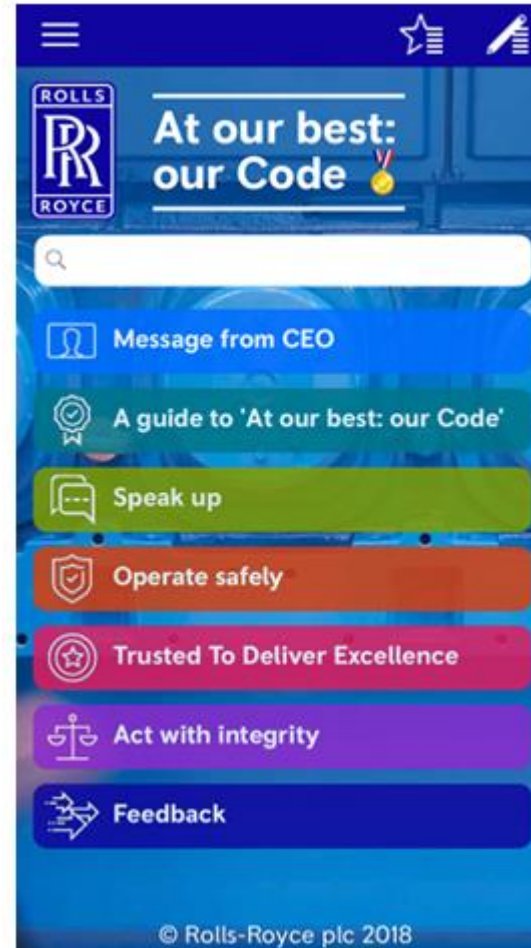 ROLLS
RR
ROYCE
At our best:
our Code
Message from CEO
A guide to 'At our best: our Code'
Speak up
Operate safely
Trusted To Deliver Excellence
Act with integrity
Feedback
© Rolls-Royce plc 2018